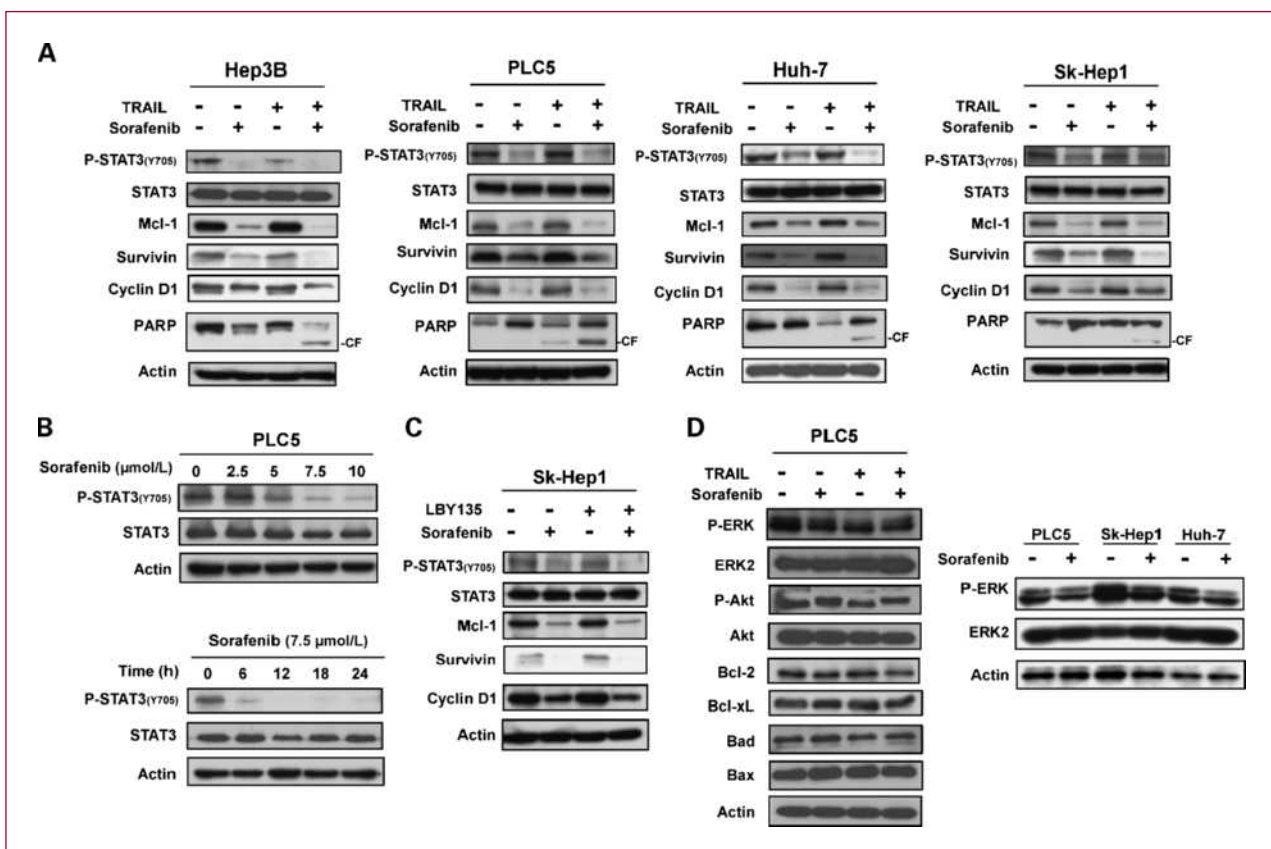 A
Hep3B
TRAIL - - + +
Sorafenib - + - +
P-STAT3(Y705)
STAT3
Mcl-1
Survivin
Cyclin D1
PARP
-CF
Actin
PLC5
TRAIL - - + +
Sorafenib - + - +
P-STAT3(Y705)
STAT3
Mcl-1
Survivin
Cyclin D1
PARP
-CF
Actin
Huh-7
TRAIL - - + +
Sorafenib - + - +
P-STAT3(Y705)
STAT3
Mcl-1
Survivin
Cyclin D1
PARP
-CF
Actin
Sk-Hep1
TRAIL - - + +
Sorafenib - + - +
P-STAT3(Y705)
STAT3
Mcl-1
Survivin
Cyclin D1
PARP
-CF
Actin
B
PLC5
Sorafenib (µmol/L) 0 2.5 5 7.5 10
P-STAT3(Y705)
STAT3
Actin
Sorafenib (7.5 µmol/L)
Time (h) 0 6 12 18 24
P-STAT3(Y705)
STAT3
Actin
C
Sk-Hep1
LBY135 - - + +
Sorafenib - + - +
P-STAT3(Y705)
STAT3
Mcl-1
Survivin
Cyclin D1
Actin
D
PLC5
TRAIL - - + +
Sorafenib - + - +
P-ERK
ERK2
P-Akt
Akt
Bcl-2
Bcl-xL
Bad
Bax
Actin
PLC5 Sk-Hep1 Huh-7
Sorafenib - + - + - +
P-ERK
ERK2
Actin